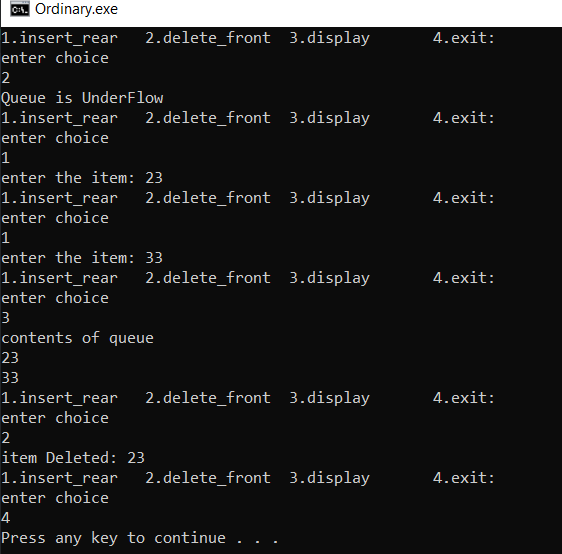 Ordinary.exe
1.insert_rear   2.delete_front  3.display       4.exit:
enter choice
2
Queue is UnderFlow
1.insert_rear   2.delete_front  3.display       4.exit:
enter choice
1
enter the item: 23
1.insert_rear   2.delete_front  3.display       4.exit:
enter choice
1
enter the item: 33
1.insert_rear   2.delete_front  3.display       4.exit:
enter choice
3
contents of queue
23
33
1.insert_rear   2.delete_front  3.display       4.exit:
enter choice
2
item Deleted: 23
1.insert_rear   2.delete_front  3.display       4.exit:
enter choice
4
Press any key to continue . . .